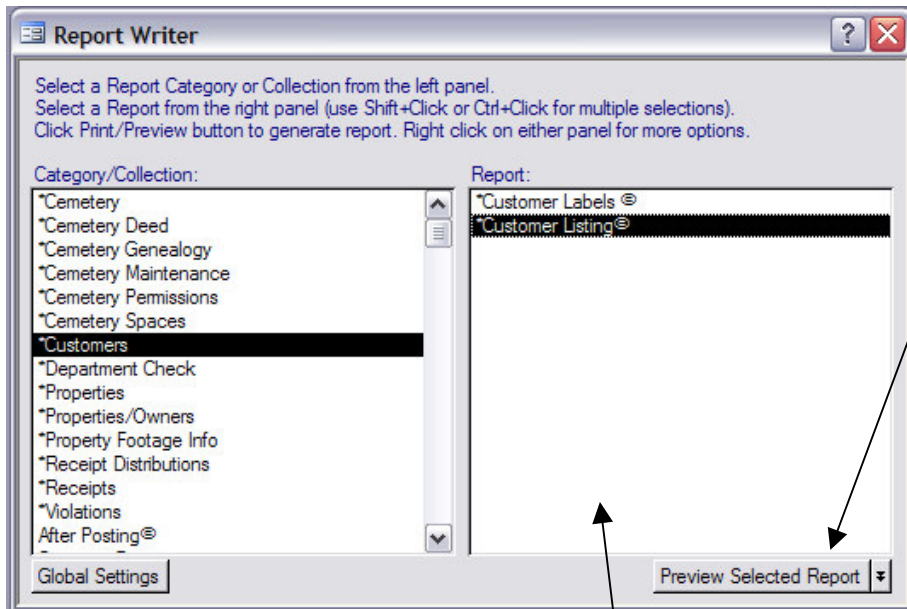 Report Writer
Select a Report Category or Collection from the left panel.
Select a Report from the right panel (use Shift+Click or Ctrl+Click for multiple selections).
Click Print/Preview button to generate report. Right click on either panel for more options.
Category/Collection:
*Cemetery
*Cemetery Deed
*Cemetery Genealogy
*Cemetery Maintenance
*Cemetery Permissions
*Cemetery Spaces
*Customers
*Department Check
*Properties
*Properties/Owners
*Property Footage Info
*Receipt Distributions
*Receipts
*Violations
After Posting
Report:
*Customer Labels
*Customer Listing
Global Settings
Preview Selected Report